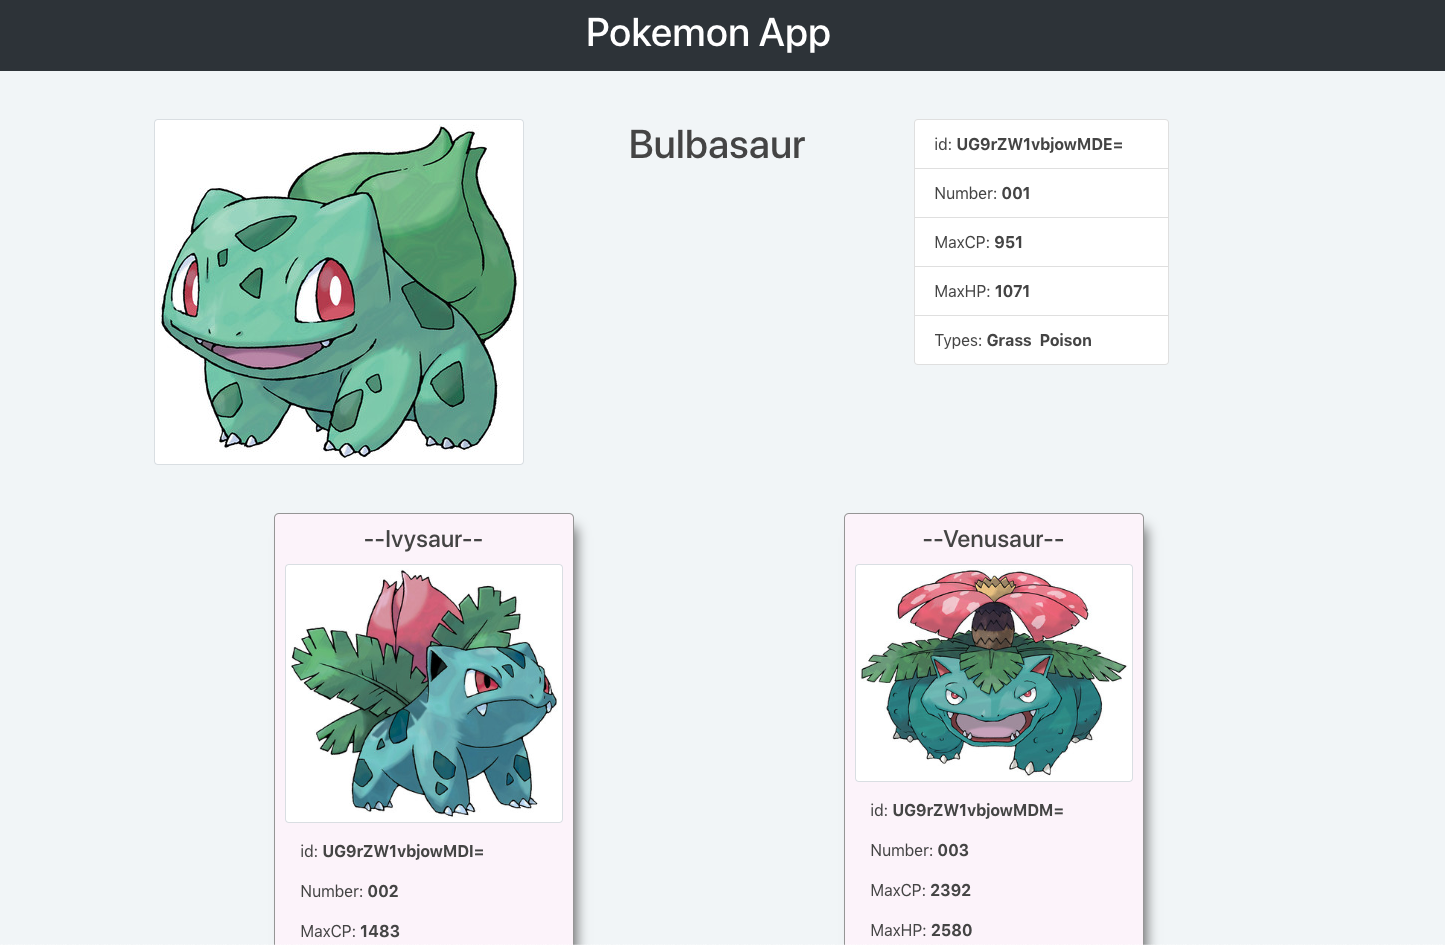 Pokemon App
Bulbasaur
id: UG9rZW1vbjowMDE=
Number: 001
MaxCP: 951
MaxHP: 1071
Types: Grass  Poison
--Ivysaur--
id: UG9rZW1vbjowMDI=
Number: 002
MaxCP: 1483
--Venusaur--
id: UG9rZW1vbjowMDM=
Number: 003
MaxCP: 2392
MaxHP: 2580